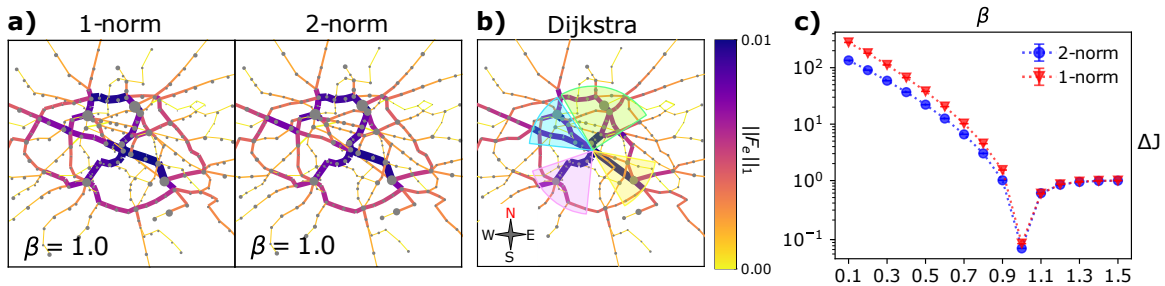 a)
1-norm
2-norm
β = 1.0
β = 1.0
b)
Dijkstra
N
W
E
S
0.01
||F_e||_1
0.00
c)
β
2-norm
1-norm
10^2
10^1
10^0
10^−1
ΔJ
0.1 0.3 0.5 0.7 0.9 1.1 1.3 1.5